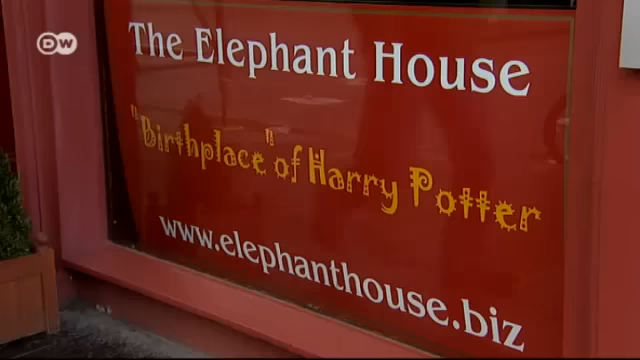 DW
The Elephant House
"Birthplace" of Harry Potter
www.elephanthouse.biz